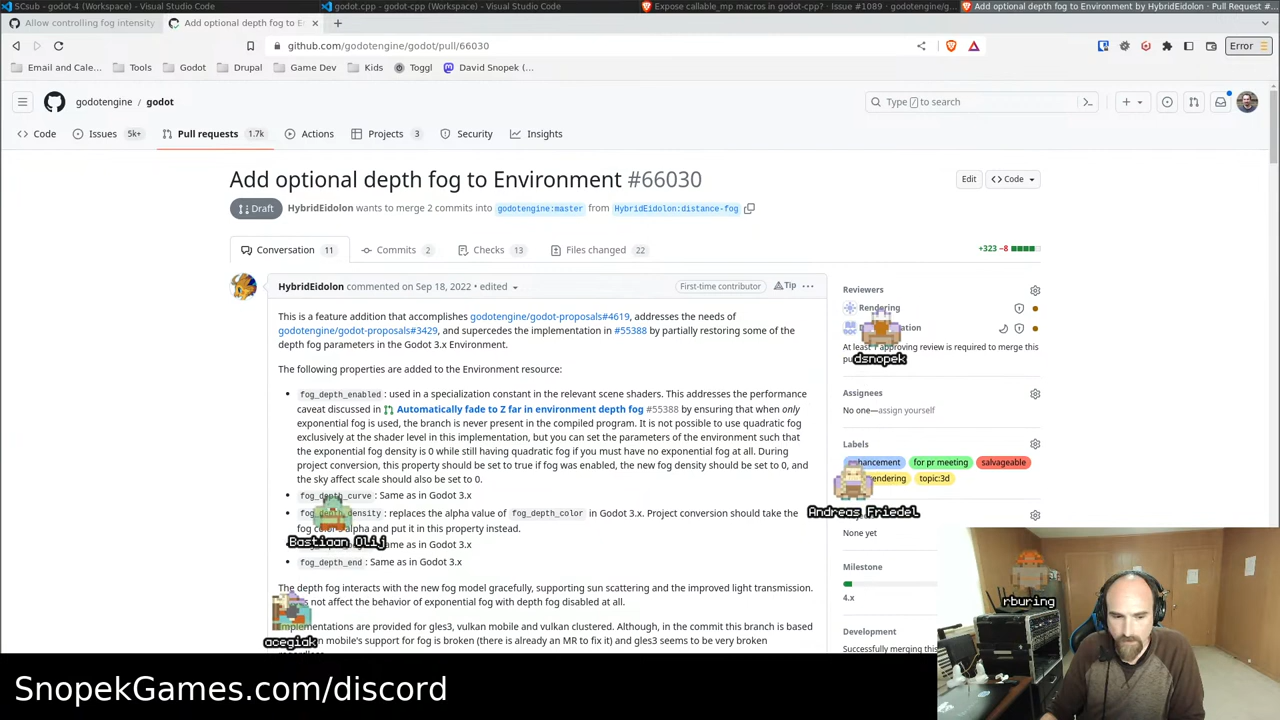 SCsub - godot-4 (Workspace) - Visual Studio Code
godot.cpp - godot-cpp (Workspace) - Visual Studio Code
Expose callable_mp macros in godot-cpp? · Issue #1089 · godotengine/g...
Add optional depth fog to Environment by HybridEidolon · Pull Request #...
Allow controlling fog intensity
Add optional depth fog to E
github.com/godotengine/godot/pull/66030
Error
Email and Cale...
Tools
Godot
Drupal
Game Dev
Kids
Toggl
David Snopek (...
godotengine / godot
Type / to search
Code
Issues 5k+
Pull requests 1.7k
Actions
Projects 3
Security
Insights
Add optional depth fog to Environment #66030
Edit
Code
Draft
HybridEidolon wants to merge 2 commits into godotengine:master from HybridEidolon:distance-fog
Conversation 11
Commits 2
Checks 13
Files changed 22
+323 −8
HybridEidolon commented on Sep 18, 2022 • edited
First-time contributor
Tip
This is a feature addition that accomplishes godotengine/godot-proposals#4619, addresses the needs of
godotengine/godot-proposals#3429, and supercedes the implementation in #55388 by partially restoring some of the
depth fog parameters in the Godot 3.x Environment.
The following properties are added to the Environment resource:
fog_depth_enabled : used in a specialization constant in the relevant scene shaders. This addresses the performance
caveat discussed in Automatically fade to Z far in environment depth fog #55388 by ensuring that when only
exponential fog is used, the branch is never present in the compiled program. It is not possible to use quadratic fog
exclusively at the shader level in this implementation, but you can set the parameters of the environment such that
the exponential fog density is 0 while still having quadratic fog if you must have no exponential fog at all. During
project conversion, this property should be set to true if fog was enabled, the new fog density should be set to 0, and
the sky affect scale should also be set to 0.
fog_depth_curve : Same as in Godot 3.x
fog_depth_density : replaces the alpha value of fog_depth_color in Godot 3.x. Project conversion should take the
fog color's alpha and put it in this property instead.
Same as in Godot 3.x
fog_depth_end : Same as in Godot 3.x
The depth fog interacts with the new fog model gracefully, supporting sun scattering and the improved light transmission.
not affect the behavior of exponential fog with depth fog disabled at all.
Implementations are provided for gles3, vulkan mobile and vulkan clustered. Although, in the commit this branch is based
mobile's support for fog is broken (there is already an MR to fix it) and gles3 seems to be very broken
Reviewers
Rendering
dsnopek
At least 1 approving review is required to merge this
Assignees
No one—assign yourself
Labels
enhancement
for pr meeting
salvageable
topic:3d
Andreas Friedel
None yet
Milestone
4.x
Development
Successfully merging this
Bastiaan Olij
acegiak
rburing
SnopekGames.com/discord